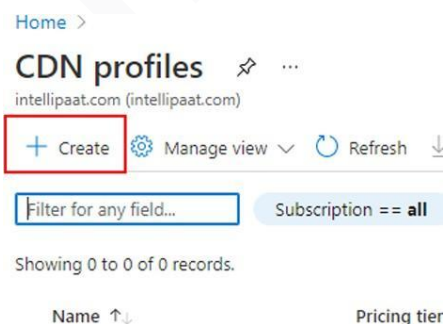 Home >
CDN profiles ...
intellipaat.com (intellipaat.com)
+ Create Manage view Refresh
Filter for any field... Subscription == all
Showing 0 to 0 of 0 records.
Name ↑↓ Pricing tier